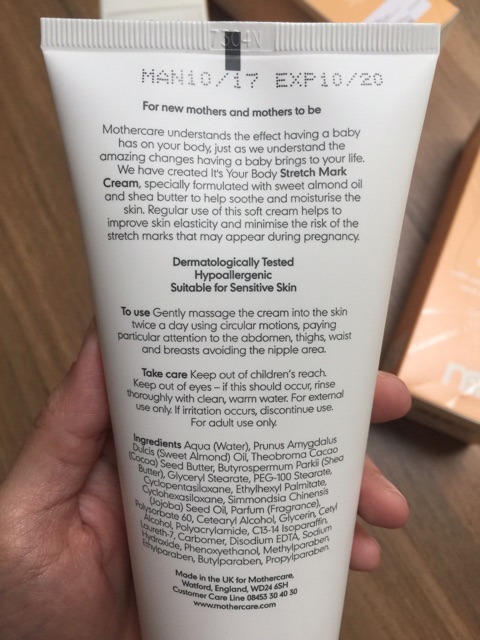 MAN10/17 EXP10/20
For new mothers and mothers to be
Mothercare understands the effect having a baby
has on your body, just as we understand the
amazing changes having a baby brings to your life.
We have created It's Your Body Stretch Mark
Cream, specially formulated with sweet almond oil
and shea butter to help soothe and moisturise the
skin. Regular use of this soft cream helps to
improve skin elasticity and minimise the risk of the
stretch marks that may appear during pregnancy.
Dermatologically Tested
Hypoallergenic
Suitable for Sensitive Skin
To use Gently massage the cream into the skin
twice a day using circular motions, paying
particular attention to the abdomen, thighs, waist
and breasts avoiding the nipple area.
Take care Keep out of children's reach.
Keep out of eyes – if this should occur, rinse
thoroughly with clean, warm water. For external
use only. If irritation occurs, discontinue use.
For adult use only.
Ingredients Aqua (Water), Prunus Amygdalus
Dulcis (Sweet Almond) Oil, Theobroma Cacao
(Cocoa) Seed Butter, Butyrospermum Parkii (Shea
Butter), Glyceryl Stearate, PEG-100 Stearate,
Cyclopentasiloxane, Ethylhexyl Palmitate,
Cyclohexasiloxane, Simmondsia Chinensis
(Jojoba) Seed Oil, Parfum (Fragrance),
Polysorbate 60, Cetearyl Alcohol, Glycerin, Cetyl
Alcohol, Polyacrylamide, C13-14 Isoparaffin,
Laureth-7, Carbomer, Disodium EDTA, Sodium
Hydroxide, Phenoxyethanol, Methylparaben,
Ethylparaben, Butylparaben, Propylparaben.
Made in the UK for Mothercare,
Watford, England, WD24 6SH
Customer Care Line 08453 30 40 30
www.mothercare.com